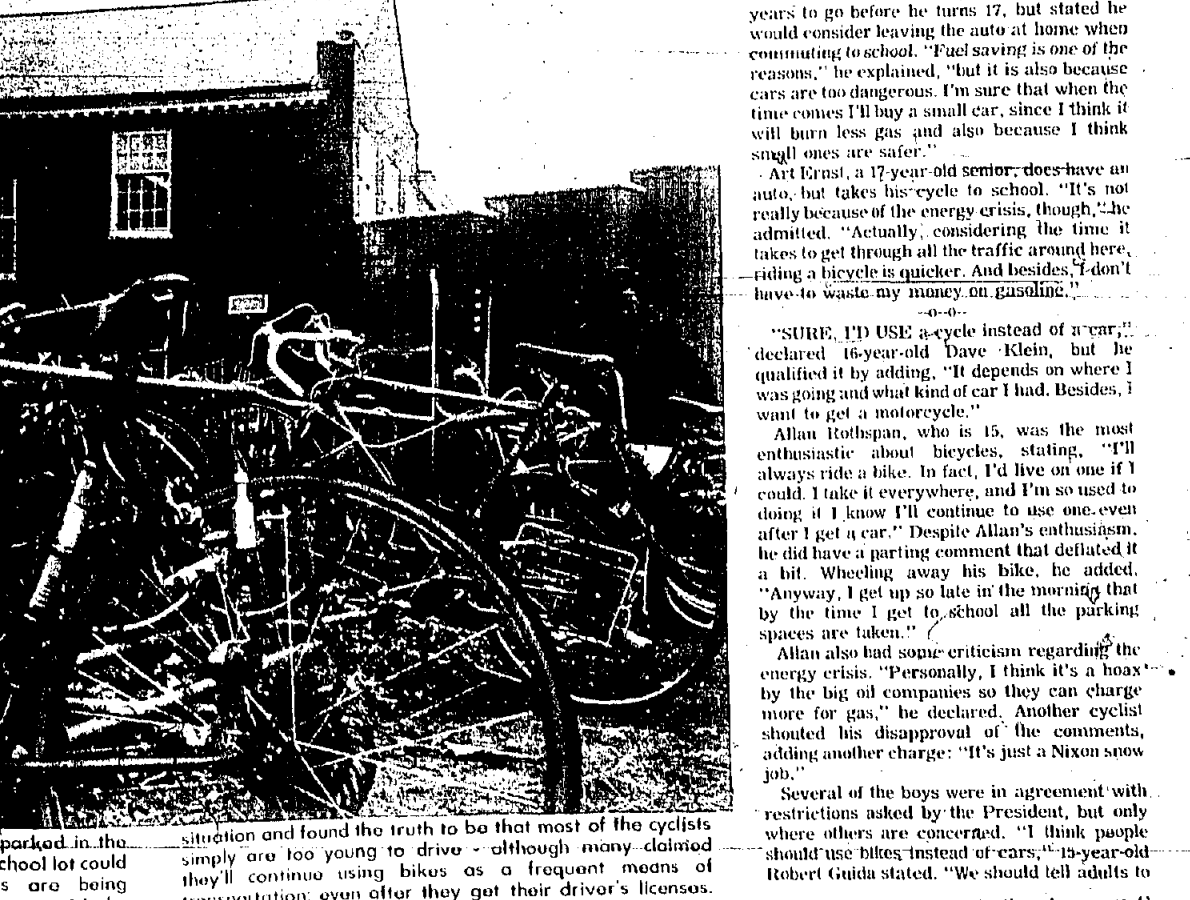 years to go before he turns 17, but stated he
would consider leaving the auto at home when
commuting to school. "Fuel saving is one of the
reasons," he explained, "but it is also because
cars are too dangerous. I'm sure that when the
time comes I'll buy a small car, since I think it
will burn less gas and also because I think
small ones are safer."
Art Ernst, a 17-year-old senior, does have an
auto, but takes his cycle to school. "It's not
really because of the energy crisis, though," he
admitted. "Actually, considering the time it
takes to get through all the traffic around here,
riding a bicycle is quicker. And besides, I don't
have to waste my money on gasoline."
--o--o--
"SURE, I'D USE a cycle instead of a car,"
declared 16-year-old Dave Klein, but he
qualified it by adding, "It depends on where I
was going and what kind of car I had. Besides, I
want to get a motorcycle."
Allan Rothspan, who is 15, was the most
enthusiastic about bicycles, stating, "I'll
always ride a bike. In fact, I'd live on one if I
could. I take it everywhere, and I'm so used to
doing it I know I'll continue to use one even
after I get a car." Despite Allan's enthusiasm,
he did have a parting comment that deflated it
a bit. Wheeling away his bike, he added,
"Anyway, I get up so late in the morning that
by the time I get to school all the parking
spaces are taken."
Allan also had some criticism regarding the
energy crisis. "Personally, I think it's a hoax
by the big oil companies so they can charge
more for gas," he declared. Another cyclist
shouted his disapproval of the comments,
adding another charge: "It's just a Nixon snow
job."
Several of the boys were in agreement with
restrictions asked by the President, but only
where others are concerned. "I think people
should use bikes instead of cars," 15-year-old
Robert Guida stated. "We should tell adults to
parked in the
chool lot could
s are being
situation and found the truth to be that most of the cyclists
simply are too young to drive - although many claimed
they'll continue using bikes as a frequent means of
transportation even after they get their driver's licenses.